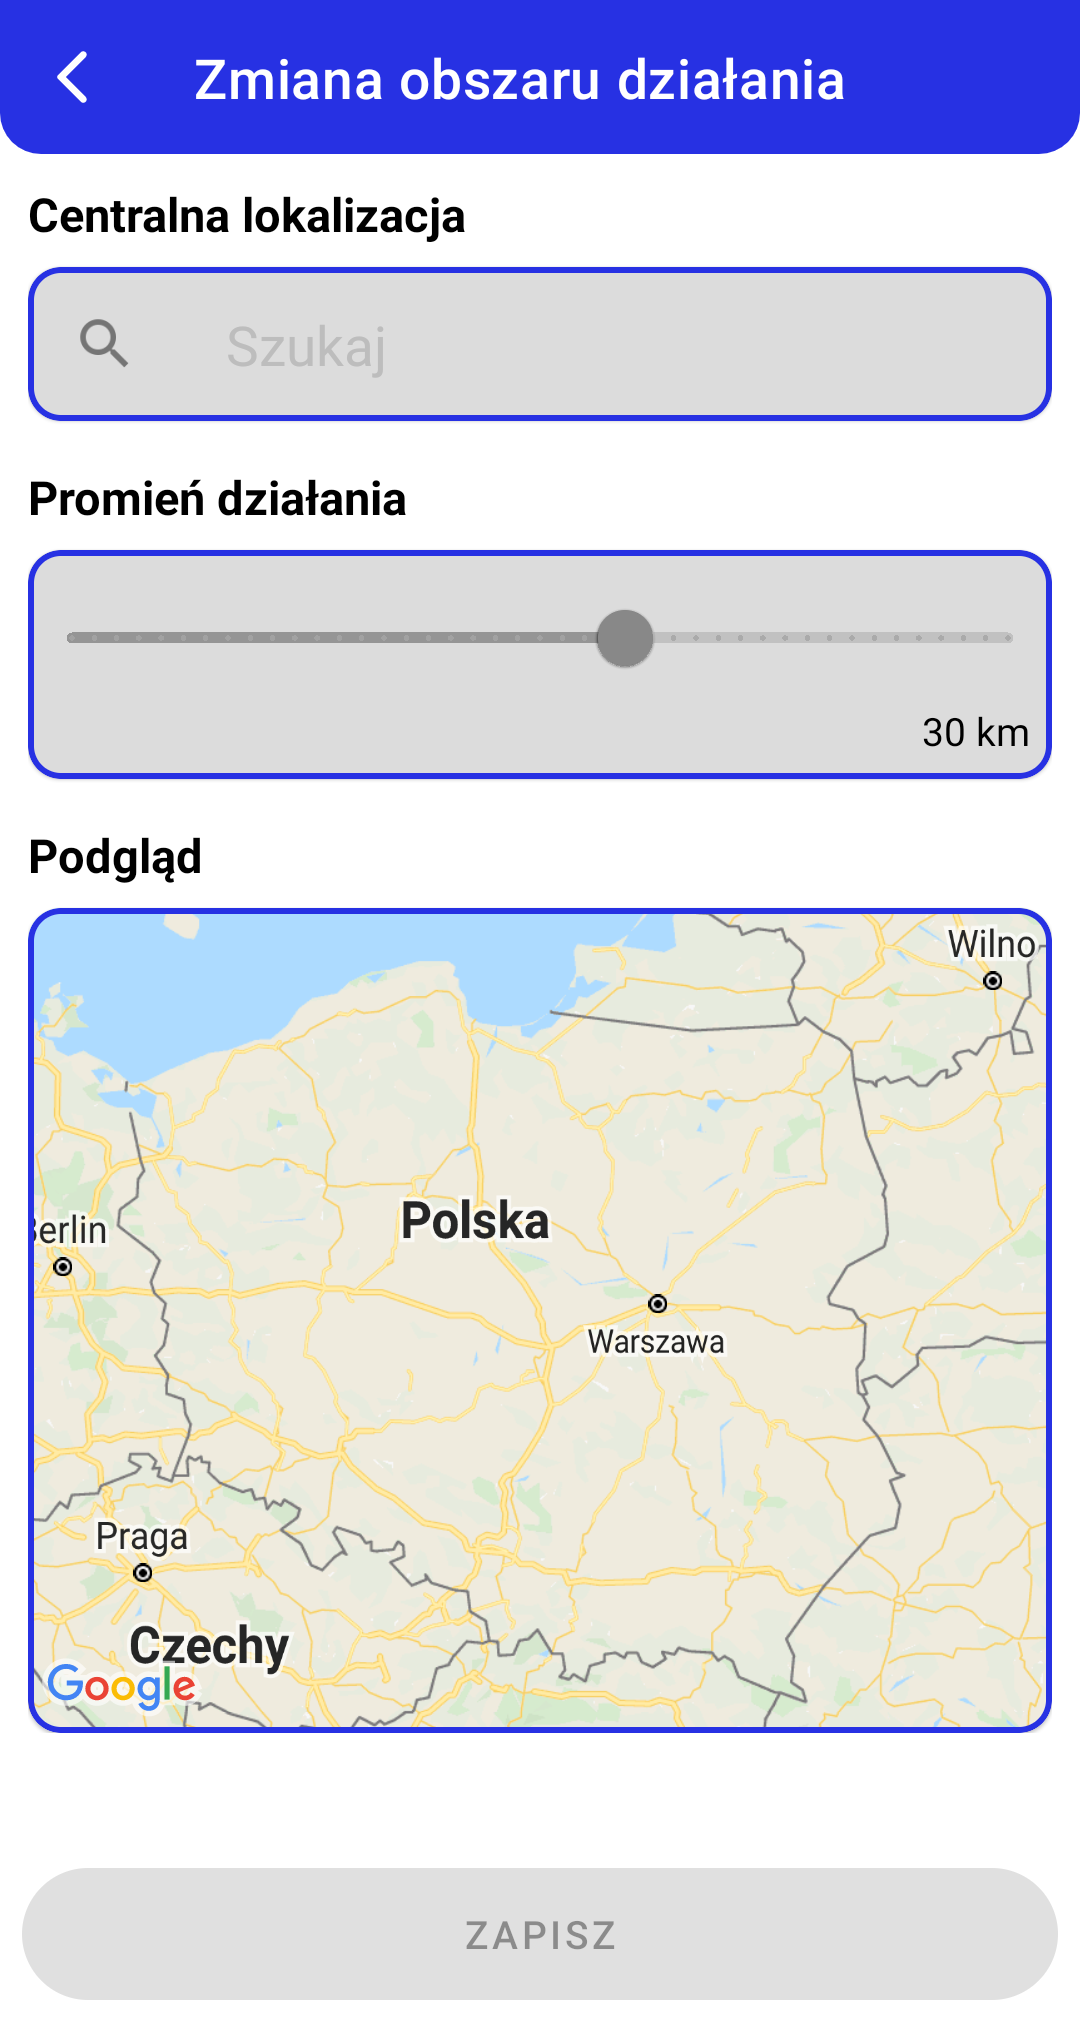 Zmiana obszaru działania
Centralna lokalizacja
Szukaj
Promień działania
30 km
Podgląd
Wilno
Polska
Berlin
Warszawa
Praga
Czechy
Google
ZAPISZ